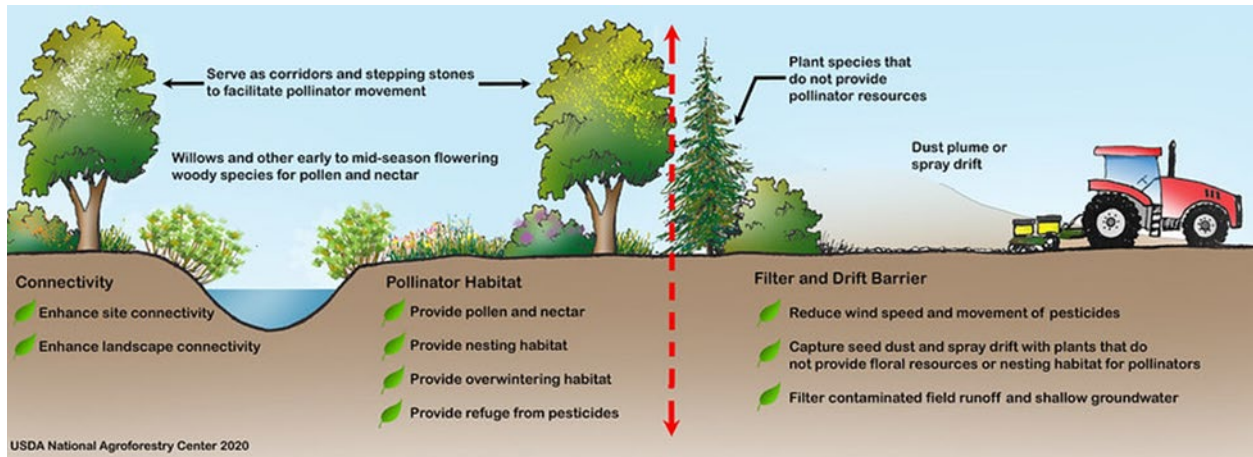 Serve as corridors and stepping stones
to facilitate pollinator movement
Plant species that
do not provide
pollinator resources
Willows and other early to mid-season flowering
woody species for pollen and nectar
Dust plume or
spray drift
Connectivity
Enhance site connectivity
Enhance landscape connectivity
Pollinator Habitat
Provide pollen and nectar
Provide nesting habitat
Provide overwintering habitat
Provide refuge from pesticides
Filter and Drift Barrier
Reduce wind speed and movement of pesticides
Capture seed dust and spray drift with plants that do
not provide floral resources or nesting habitat for pollinators
Filter contaminated field runoff and shallow groundwater
USDA National Agroforestry Center 2020